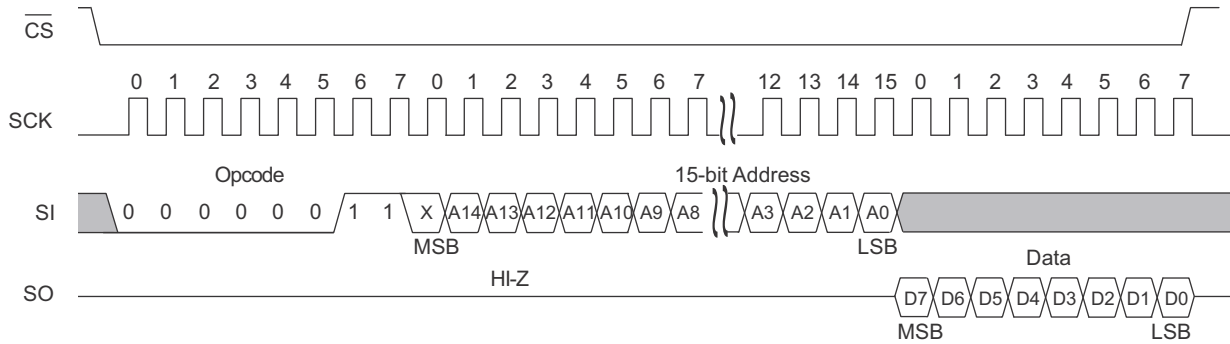 CS
0 1 2 3 4 5 6 7 0 1 2 3 4 5 6 7 12 13 14 15 0 1 2 3 4 5 6 7
SCK
Opcode 15-bit Address
SI 0 0 0 0 0 0 1 1 X A14 A13 A12 A11 A10 A9 A8 A3 A2 A1 A0
MSB LSB
HI-Z Data
SO D7 D6 D5 D4 D3 D2 D1 D0
MSB LSB